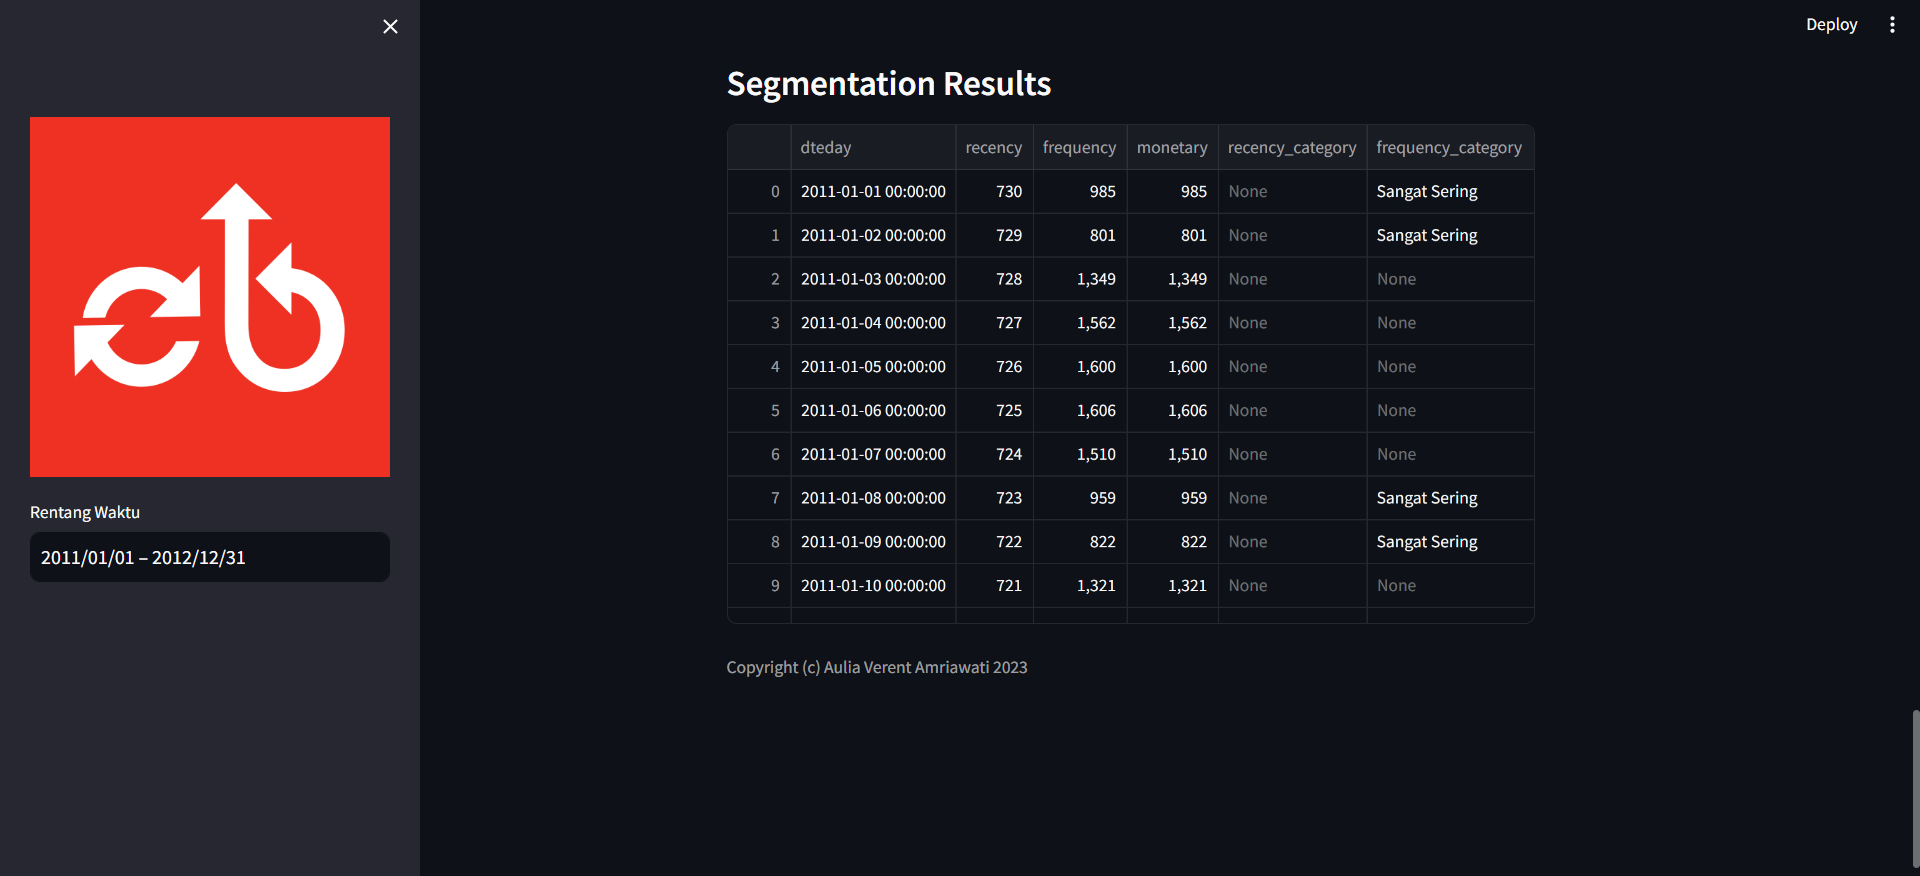 Deploy
Rentang Waktu
2011/01/01 – 2012/12/31
Segmentation Results
dteday recency frequency monetary recency_category frequency_category
0 2011-01-01 00:00:00 730 985 985 None Sangat Sering
1 2011-01-02 00:00:00 729 801 801 None Sangat Sering
2 2011-01-03 00:00:00 728 1,349 1,349 None None
3 2011-01-04 00:00:00 727 1,562 1,562 None None
4 2011-01-05 00:00:00 726 1,600 1,600 None None
5 2011-01-06 00:00:00 725 1,606 1,606 None None
6 2011-01-07 00:00:00 724 1,510 1,510 None None
7 2011-01-08 00:00:00 723 959 959 None Sangat Sering
8 2011-01-09 00:00:00 722 822 822 None Sangat Sering
9 2011-01-10 00:00:00 721 1,321 1,321 None None
Copyright (c) Aulia Verent Amriawati 2023